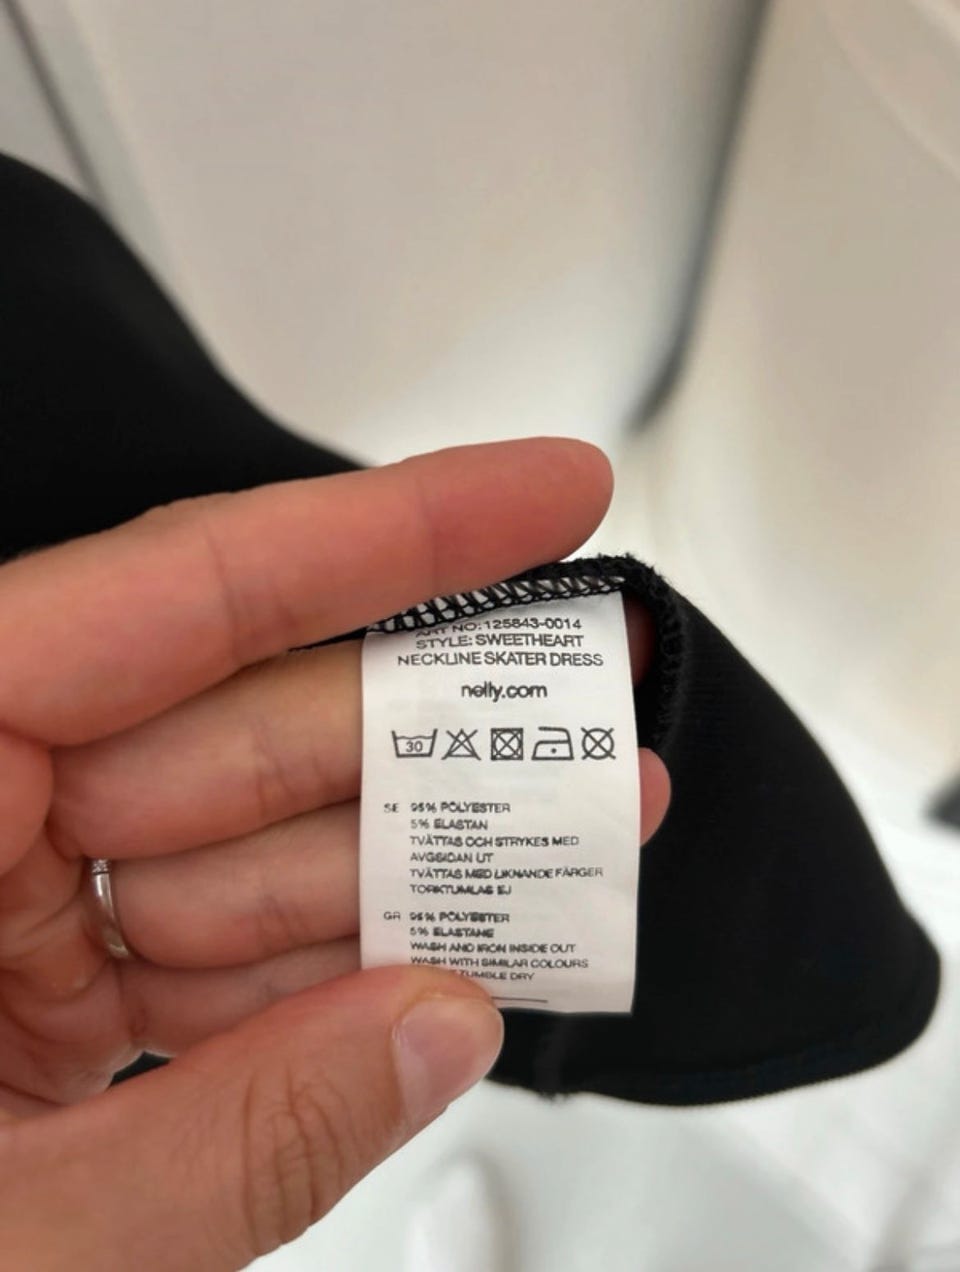 ART NO: 125843-0014
STYLE: SWEETHEART
NECKLINE SKATER DRESS
nelly.com
30
SE 95% POLYESTER
5% ELASTAN
TVÄTTAS OCH STRYKES MED
AVGSIDAN UT
TVÄTTAS MED LIKNANDE FÄRGER
TORKTUMLAS EJ
GR 95% POLYESTER
5% ELASTANE
WASH AND IRON INSIDE OUT
WASH WITH SIMILAR COLOURS
TUMBLE DRY